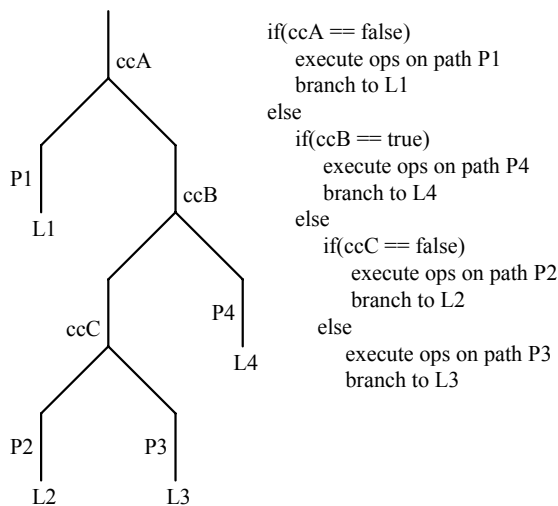 ccA
P1
L1
ccB
P4
L4
ccC
P2
P3
L2
L3
if(ccA == false)
execute ops on path P1
branch to L1
else
if(ccB == true)
execute ops on path P4
branch to L4
else
if(ccC == false)
execute ops on path P2
branch to L2
else
execute ops on path P3
branch to L3